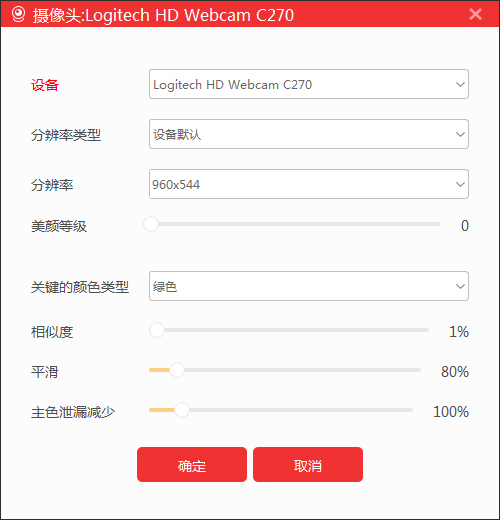 摄像头:Logitech HD Webcam C270
设备 Logitech HD Webcam C270
分辨率类型 设备默认
分辨率 960x544
美颜等级 0
关键的颜色类型 绿色
相似度 1%
平滑 80%
主色泄漏减少 100%
确定 取消